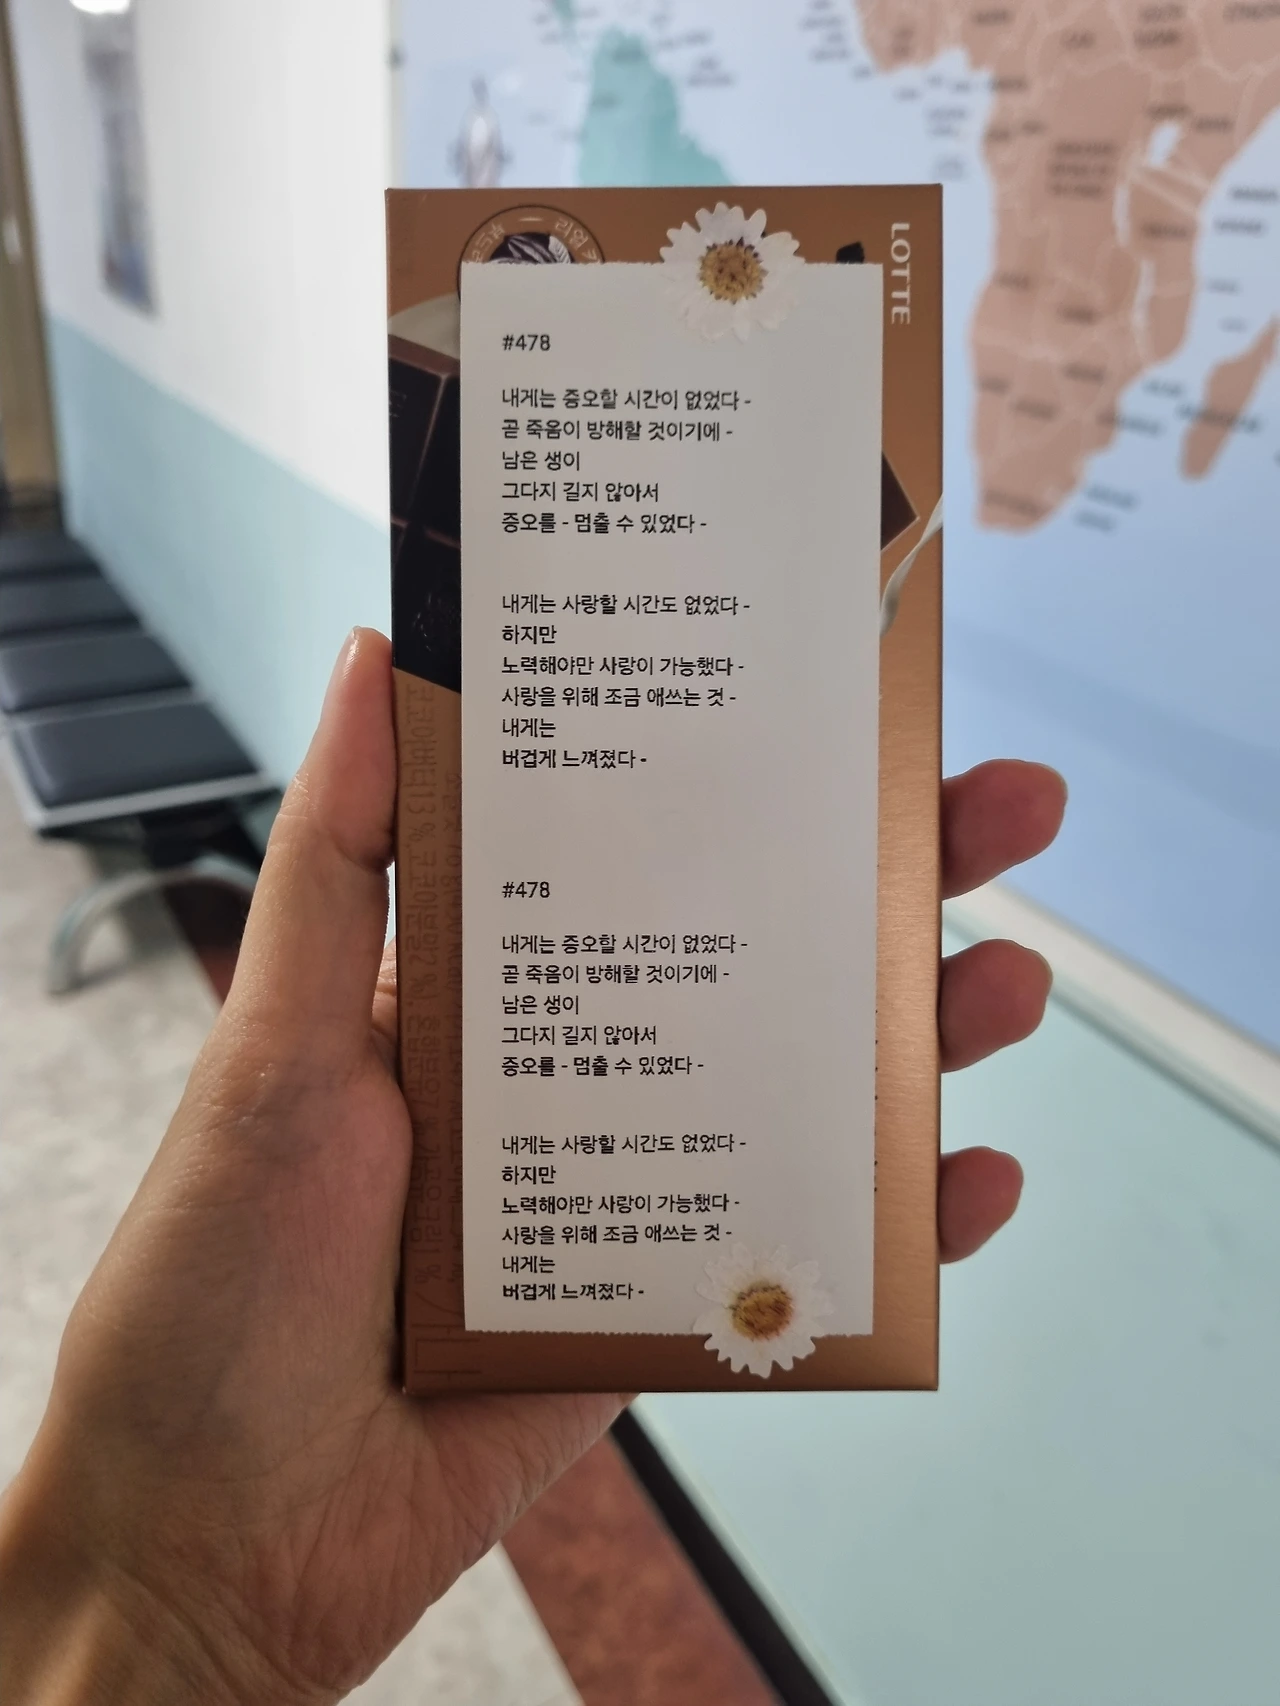 LOTTE
#478
내게는 증오할 시간이 없었다 -
곧 죽음이 방해할 것이기에 -
남은 생이
그다지 길지 않아서
증오를 - 멈출 수 있었다 -
내게는 사랑할 시간도 없었다 -
하지만
노력해야만 사랑이 가능했다 -
사랑을 위해 조금 애쓰는 것 -
내게는
버겁게 느껴졌다 -
#478
내게는 증오할 시간이 없었다 -
곧 죽음이 방해할 것이기에 -
남은 생이
그다지 길지 않아서
증오를 - 멈출 수 있었다 -
내게는 사랑할 시간도 없었다 -
하지만
노력해야만 사랑이 가능했다 -
사랑을 위해 조금 애쓰는 것 -
내게는
버겁게 느껴졌다 -